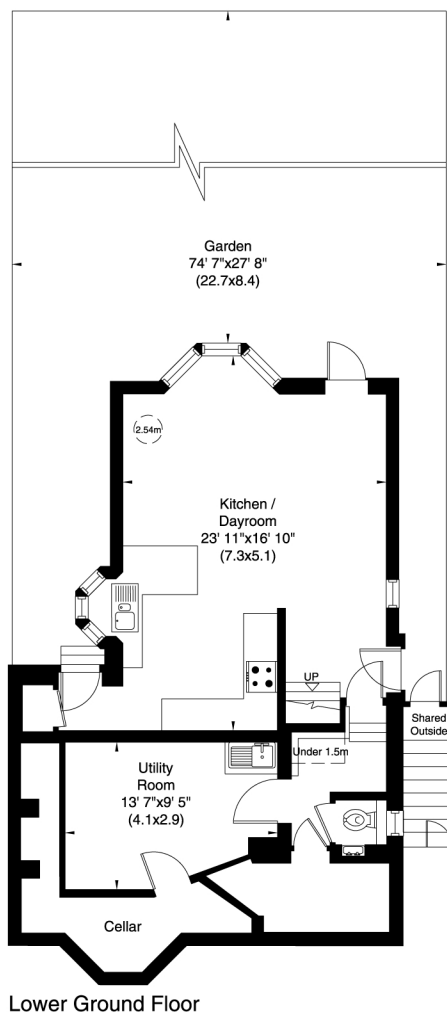 Garden
74' 7"x27' 8"
(22.7x8.4)
2.54m
Kitchen /
Dayroom
23' 11"x16' 10"
(7.3x5.1)
UP
Shared
Outside
Under 1.5m
Utility
Room
13' 7"x9' 5"
(4.1x2.9)
Cellar
Lower Ground Floor